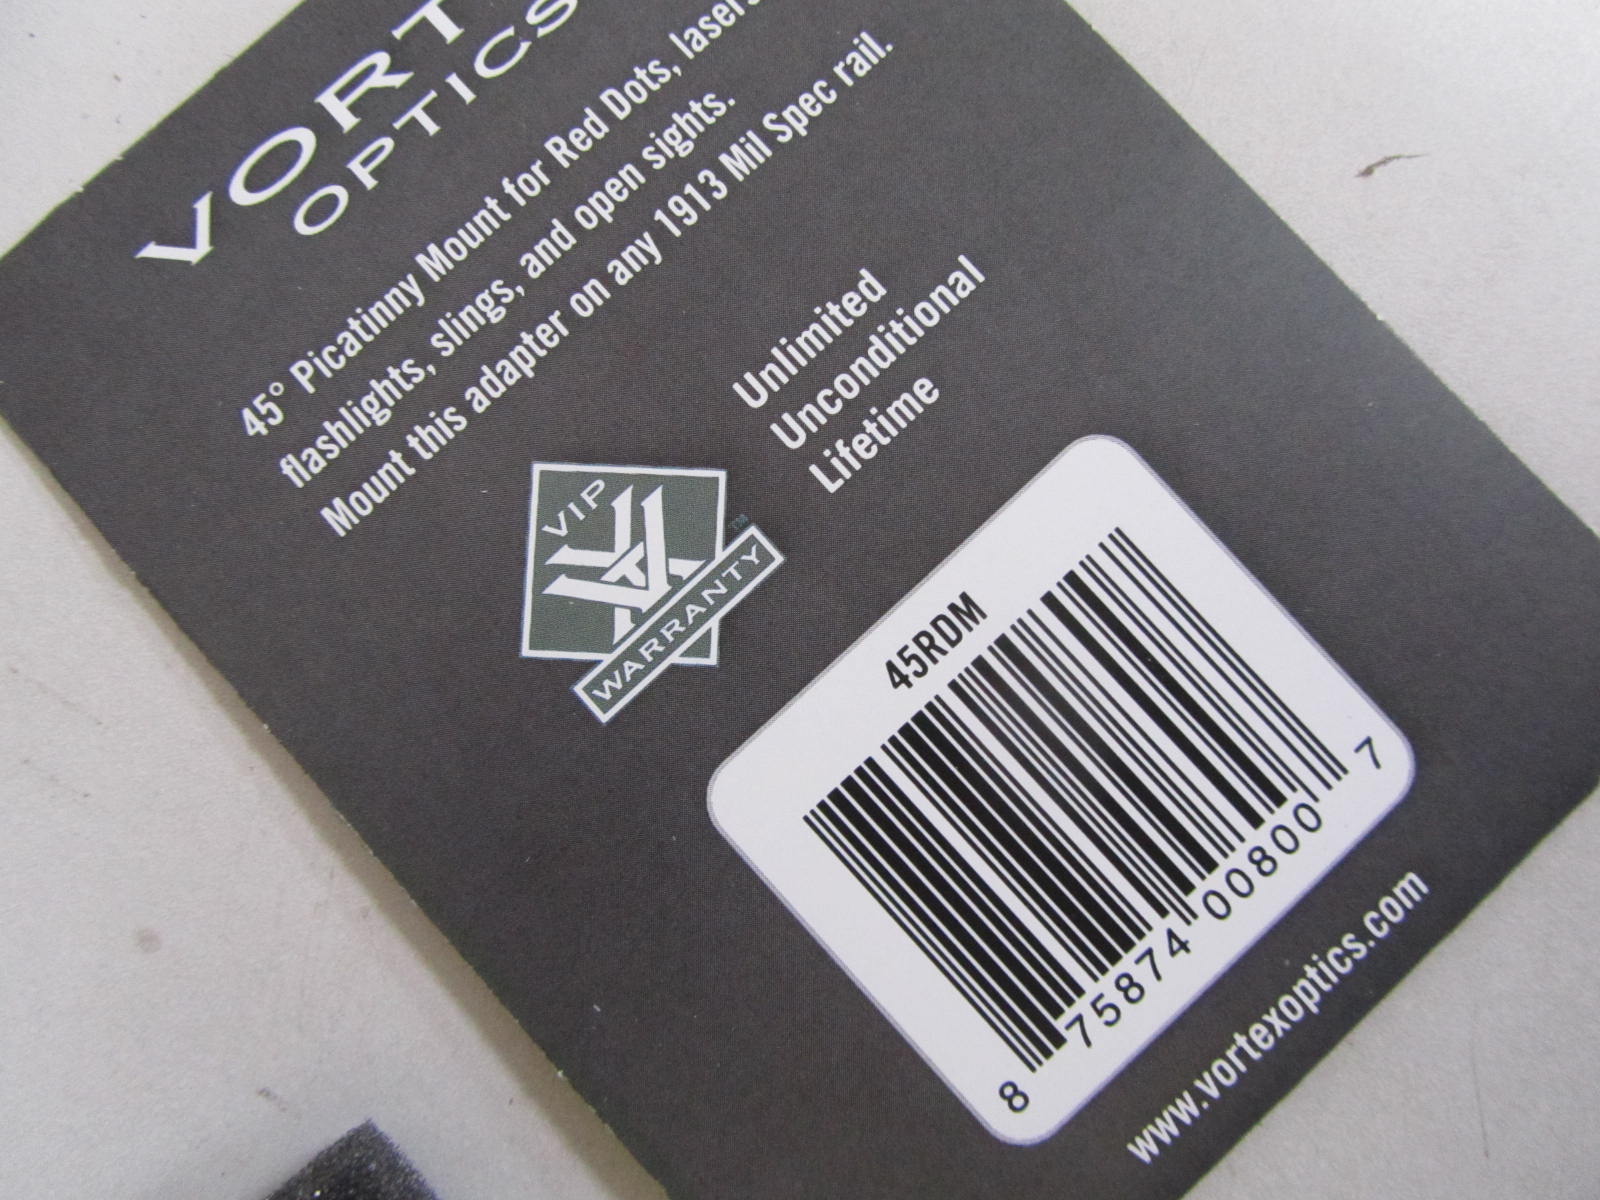 VORT
OPTICS
45° Picatinny Mount for Red Dots, lasers
flashlights, slings, and open sights.
Mount this adapter on any 1913 Mil Spec rail.
Unlimited
Unconditional
Lifetime
VIP
WARRANTY™
45RDM
8 75874 00800 7
www.vortexoptics.com